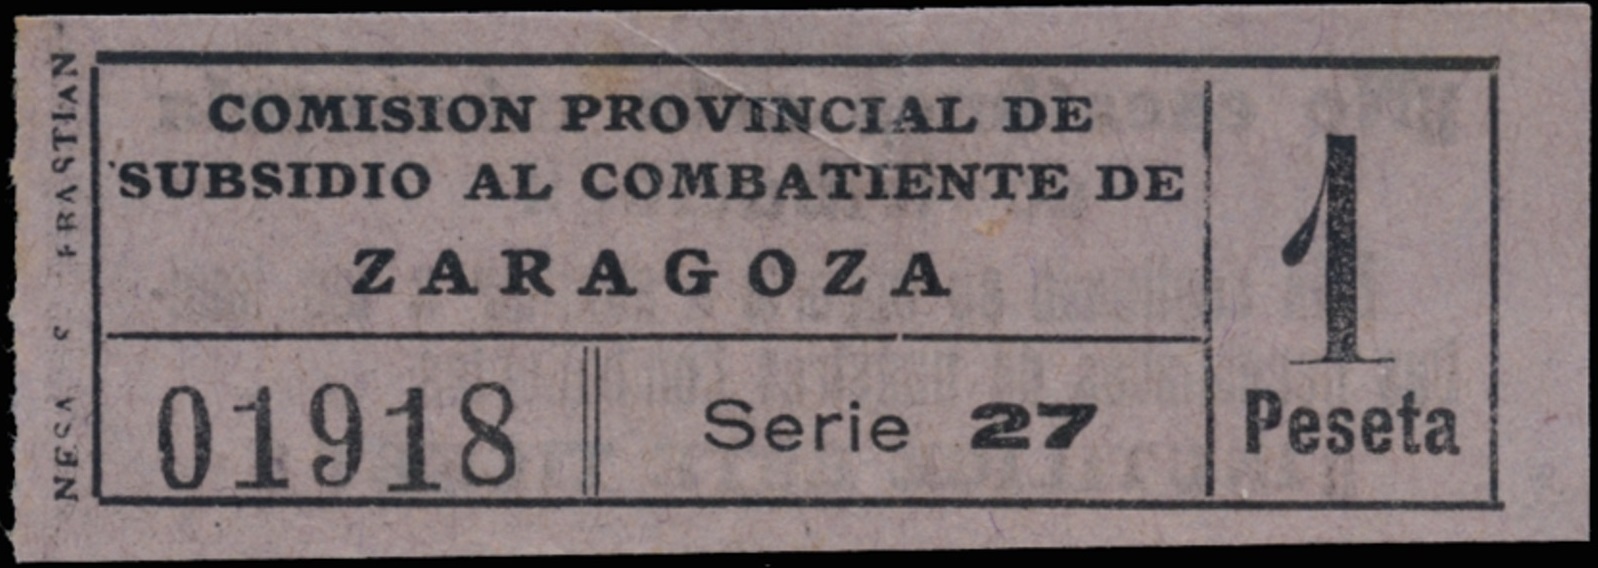 COMISION PROVINCIAL DE
SUBSIDIO AL COMBATIENTE DE
ZARAGOZA
01918
Serie 27
1
Peseta